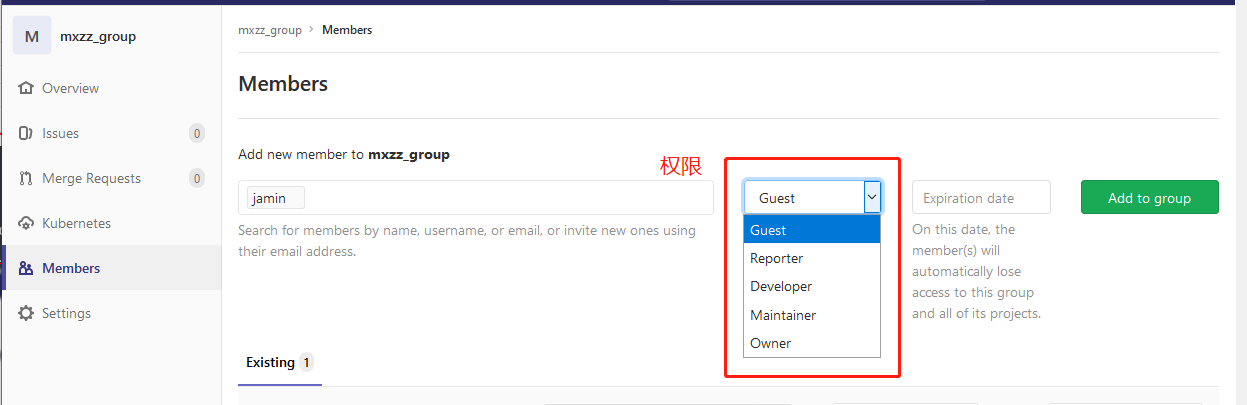 M mxzz_group
Overview
Issues 0
Merge Requests 0
Kubernetes
Members
Settings
mxzz_group > Members
Members
Add new member to mxzz_group
权限
jamin
Guest
Expiration date
Add to group
Search for members by name, username, or email, or invite new ones using
their email address.
Guest
Reporter
Developer
Maintainer
Owner
On this date, the
member(s) will
automatically lose
access to this group
and all of its projects.
Existing 1